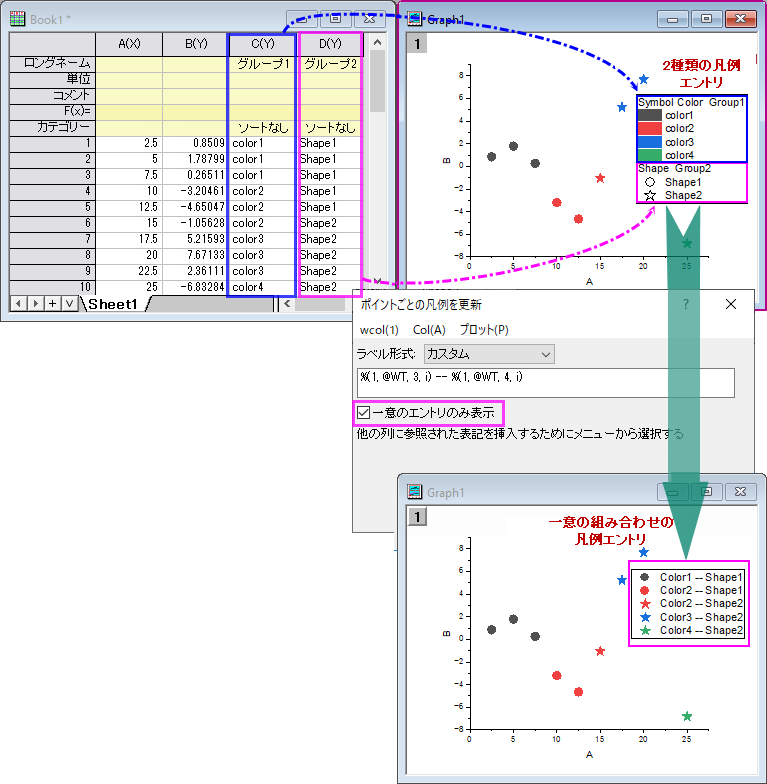 Book1 *
A(X) B(Y) C(Y) D(Y)
ロングネーム グループ1 グループ2
単位
コメント
F(x)=
カテゴリー ソートなし ソートなし
1 2.5 0.8509 color1 Shape1
2 5 1.78799 color1 Shape1
3 7.5 0.26511 color1 Shape1
4 10 -3.20461 color2 Shape1
5 12.5 -4.65047 color2 Shape1
6 15 -1.05628 color2 Shape2
7 17.5 5.21593 color3 Shape2
8 20 7.67133 color3 Shape2
9 22.5 2.36111 color3 Shape2
10 25 -6.83284 color4 Shape2
Sheet1
Graph1
1
2種類の凡例
エントリ
Symbol Color Group1
color1
color2
color3
color4
Shape Group2
Shape1
Shape2
8
6
4
2
0
-2
-4
-6
-8
B
0 5 10 15 20 25
A
ポイントごとの凡例を更新 ?
wcol(1) Col(A) プロット(P)
ラベル形式: カスタム
%(1, @WT, 3, i) -- %(1, @WT, 4, i)
一意のエントリのみ表示
他の列に参照された表記を挿入するためにメニューから選択する
Graph1
1
一意の組み合わせの
凡例エントリ
Color1 -- Shape1
Color2 -- Shape1
Color2 -- Shape2
Color3 -- Shape2
Color4 -- Shape2
8
6
4
2
0
-2
-4
-6
-8
B
0 5 10 15 20 25
A